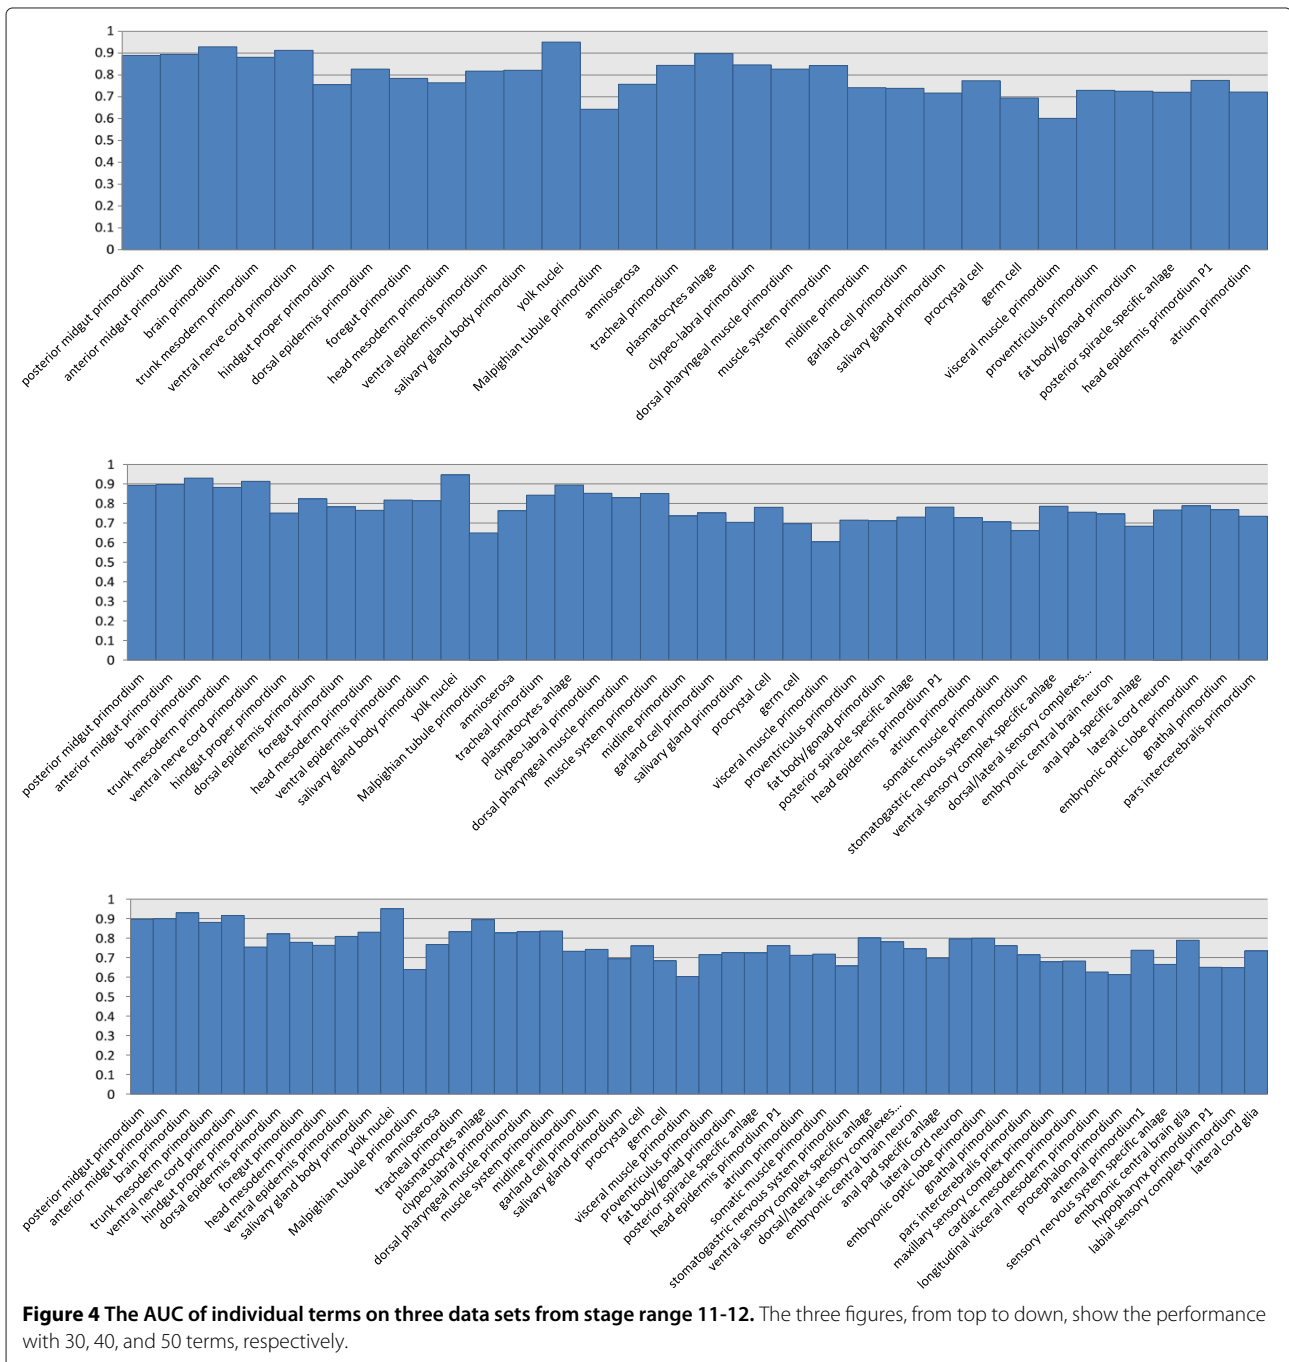 1
0.9
0.8
0.7
0.6
0.5
0.4
0.3
0.2
0.1
0
posterior midgut primordium
anterior midgut primordium
brain primordium
trunk mesoderm primordium
ventral nerve cord primordium
hindgut proper primordium
dorsal epidermis primordium
foregut primordium
head mesoderm primordium
ventral epidermis primordium
salivary gland body primordium
yolk nuclei
Malpighian tubule primordium
amnioserosa
tracheal primordium
plasmatocytes anlage
clypeo-labral primordium
dorsal pharyngeal muscle primordium
muscle system primordium
midline primordium
garland cell primordium
salivary gland primordium
procrystal cell
germ cell
visceral muscle primordium
proventriculus primordium
fat body/gonad primordium
posterior spiracle specific anlage
head epidermis primordium P1
atrium primordium
1
0.9
0.8
0.7
0.6
0.5
0.4
0.3
0.2
0.1
0
posterior midgut primordium
anterior midgut primordium
brain primordium
trunk mesoderm primordium
ventral nerve cord primordium
hindgut proper primordium
dorsal epidermis primordium
foregut primordium
head mesoderm primordium
ventral epidermis primordium
salivary gland body primordium
yolk nuclei
Malpighian tubule primordium
amnioserosa
tracheal primordium
plasmatocytes anlage
clypeo-labral primordium
dorsal pharyngeal muscle primordium
muscle system primordium
midline primordium
garland cell primordium
salivary gland primordium
procrystal cell
germ cell
visceral muscle primordium
proventriculus primordium
fat body/gonad primordium
posterior spiracle specific anlage
head epidermis primordium P1
atrium primordium
somatic muscle primordium
stomatogastric nervous system primordium
ventral sensory complex specific anlage
dorsal/lateral sensory complexes...
embryonic central brain neuron
anal pad specific anlage
lateral cord neuron
embryonic optic lobe primordium
gnathal primordium
pars intercerebralis primordium
1
0.9
0.8
0.7
0.6
0.5
0.4
0.3
0.2
0.1
0
posterior midgut primordium
anterior midgut primordium
brain primordium
trunk mesoderm primordium
ventral nerve cord primordium
hindgut proper primordium
dorsal epidermis primordium
foregut primordium
head mesoderm primordium
ventral epidermis primordium
salivary gland body primordium
yolk nuclei
Malpighian tubule primordium
amnioserosa
tracheal primordium
plasmatocytes anlage
clypeo-labral primordium
dorsal pharyngeal muscle primordium
muscle system primordium
midline primordium
garland cell primordium
salivary gland primordium
procrystal cell
germ cell
visceral muscle primordium
proventriculus primordium
fat body/gonad primordium
posterior spiracle specific anlage
head epidermis primordium P1
atrium primordium
somatic muscle primordium
stomatogastric nervous system primordium
ventral sensory complex specific anlage
dorsal/lateral sensory complexes...
embryonic central brain neuron
anal pad specific anlage
lateral cord neuron
embryonic optic lobe primordium
gnathal primordium
pars intercerebralis primordium
maxillary sensory complex primordium
cardiac mesoderm primordium
longitudinal visceral mesoderm primordium
procephalon primordium
antennal primordium1
sensory nervous system specific anlage
embryonic central brain glia
hypopharynx primordium P1
labial sensory complex primordium
lateral cord glia
Figure 4 The AUC of individual terms on three data sets from stage range 11-12. The three figures, from top to down, show the performance
with 30, 40, and 50 terms, respectively.